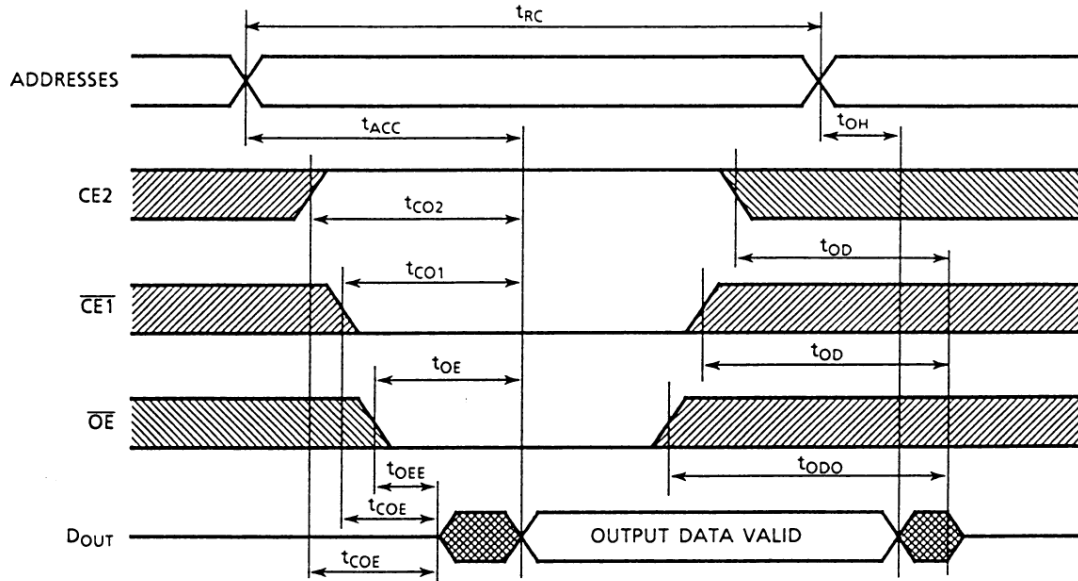 tRC
ADDRESSES
tACC
tOH
CE2
tCO2
tOD
CE1
tCO1
tOD
OE
tOE
tOEE
tODO
tCOE
DOUT
OUTPUT DATA VALID
tCOE